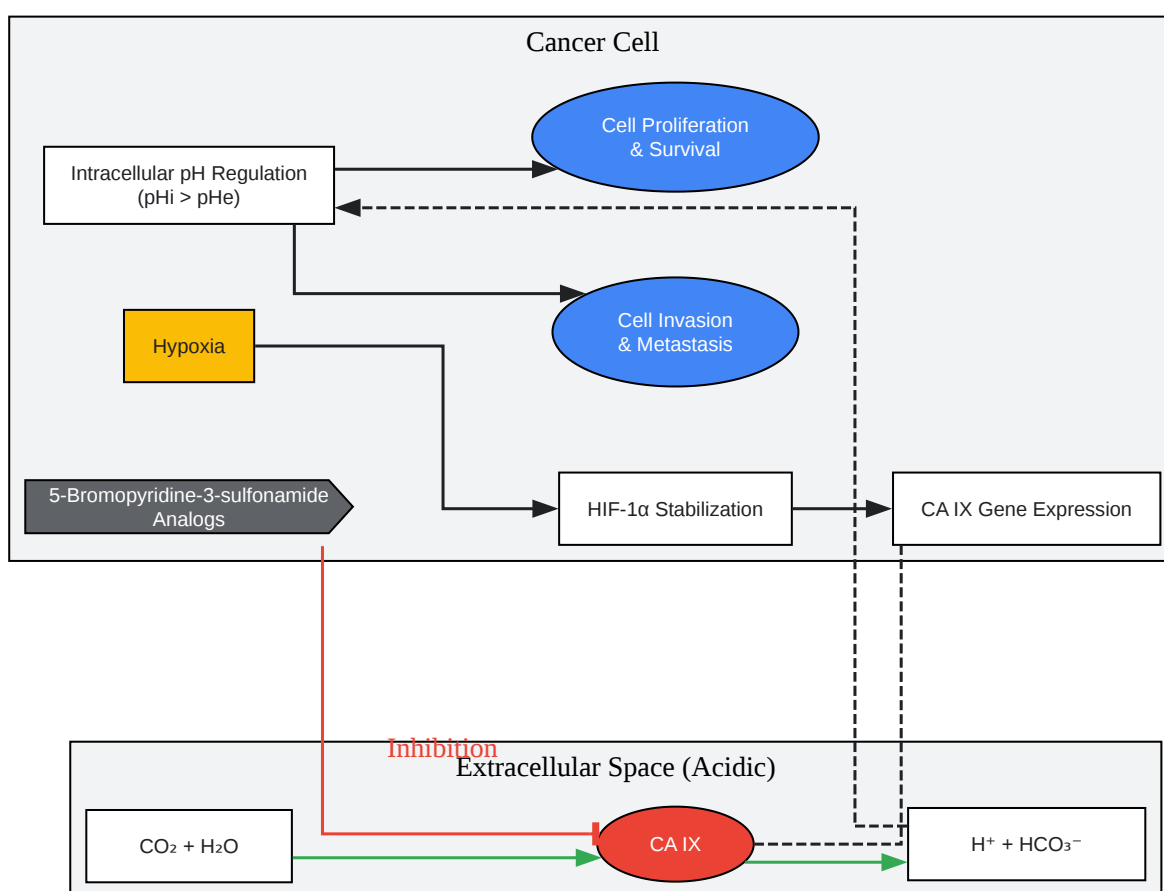 Cancer Cell
Cell Proliferation
& Survival
Intracellular pH Regulation
(pHi > pHe)
Cell Invasion
& Metastasis
Hypoxia
5-Bromopyridine-3-sulfonamide
Analogs
HIF-1α Stabilization
CA IX Gene Expression
Inhibition
Extracellular Space (Acidic)
CO₂ + H₂O
CA IX
H⁺ + HCO₃⁻